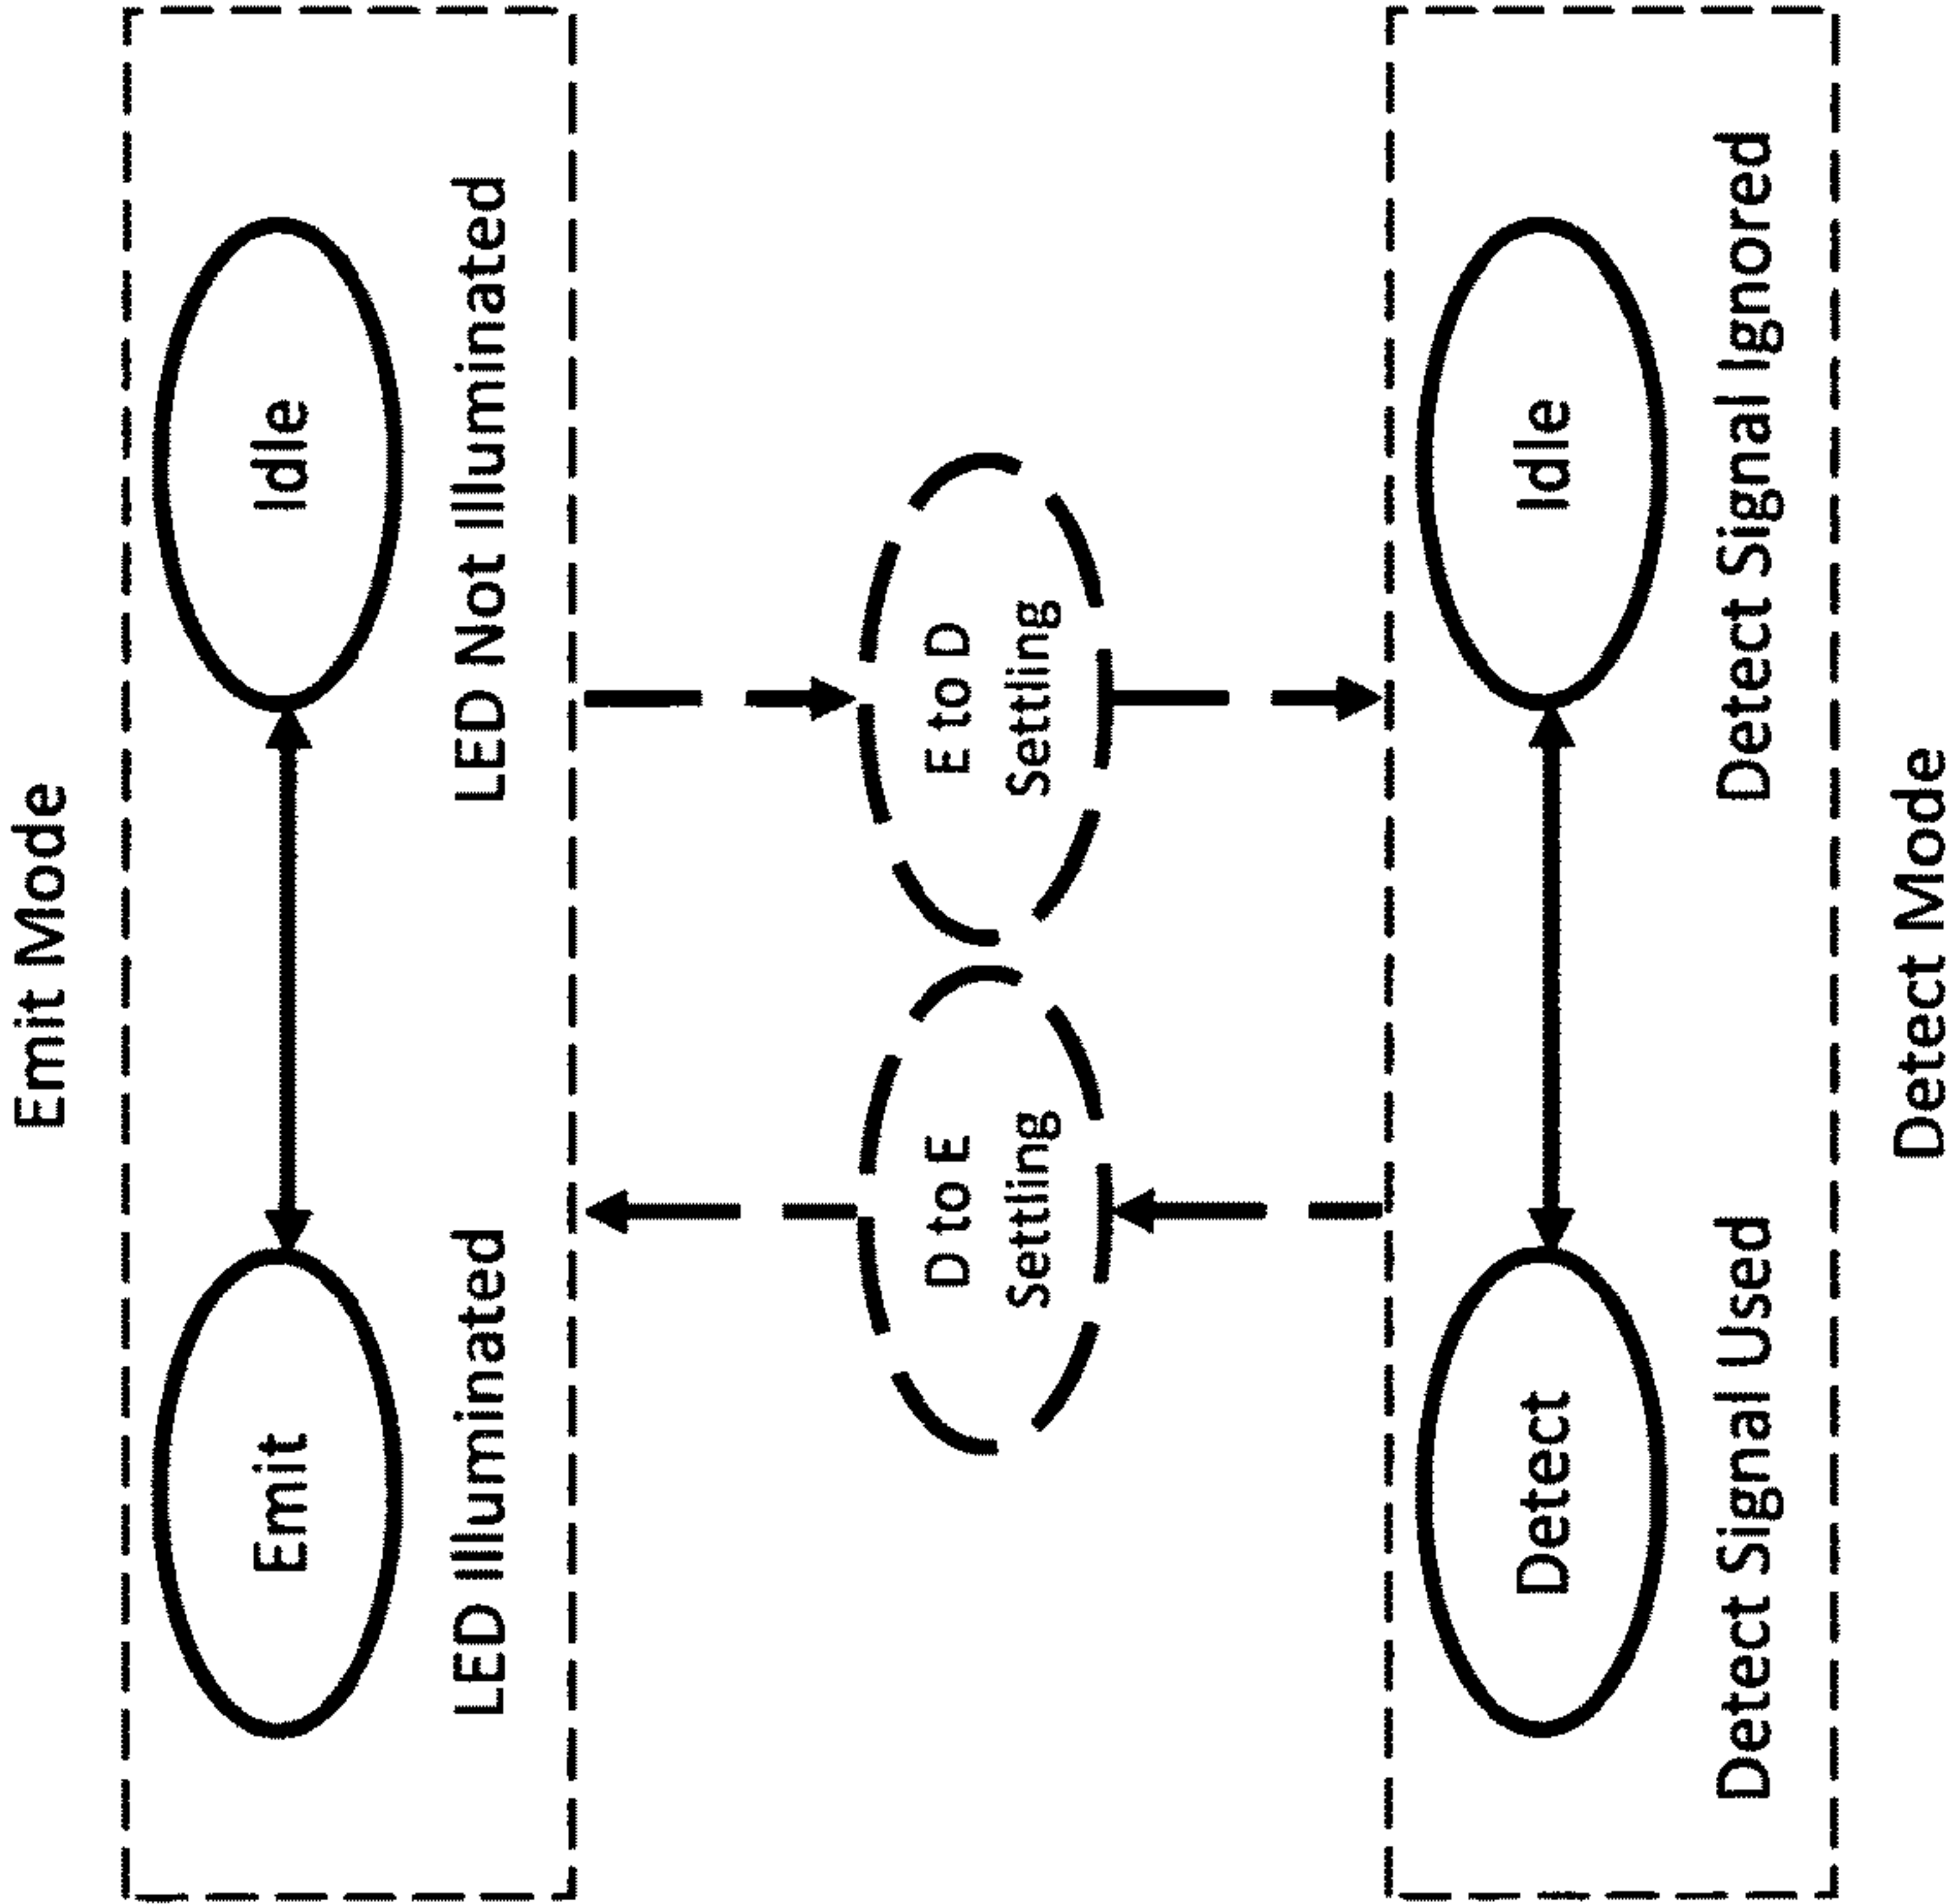 Emit Mode
Emit
Idle
LED Illuminated
LED Not Illuminated
D to E
Settling
E to D
Settling
Detect
Idle
Detect Signal Used
Detect Signal Ignored
Detect Mode